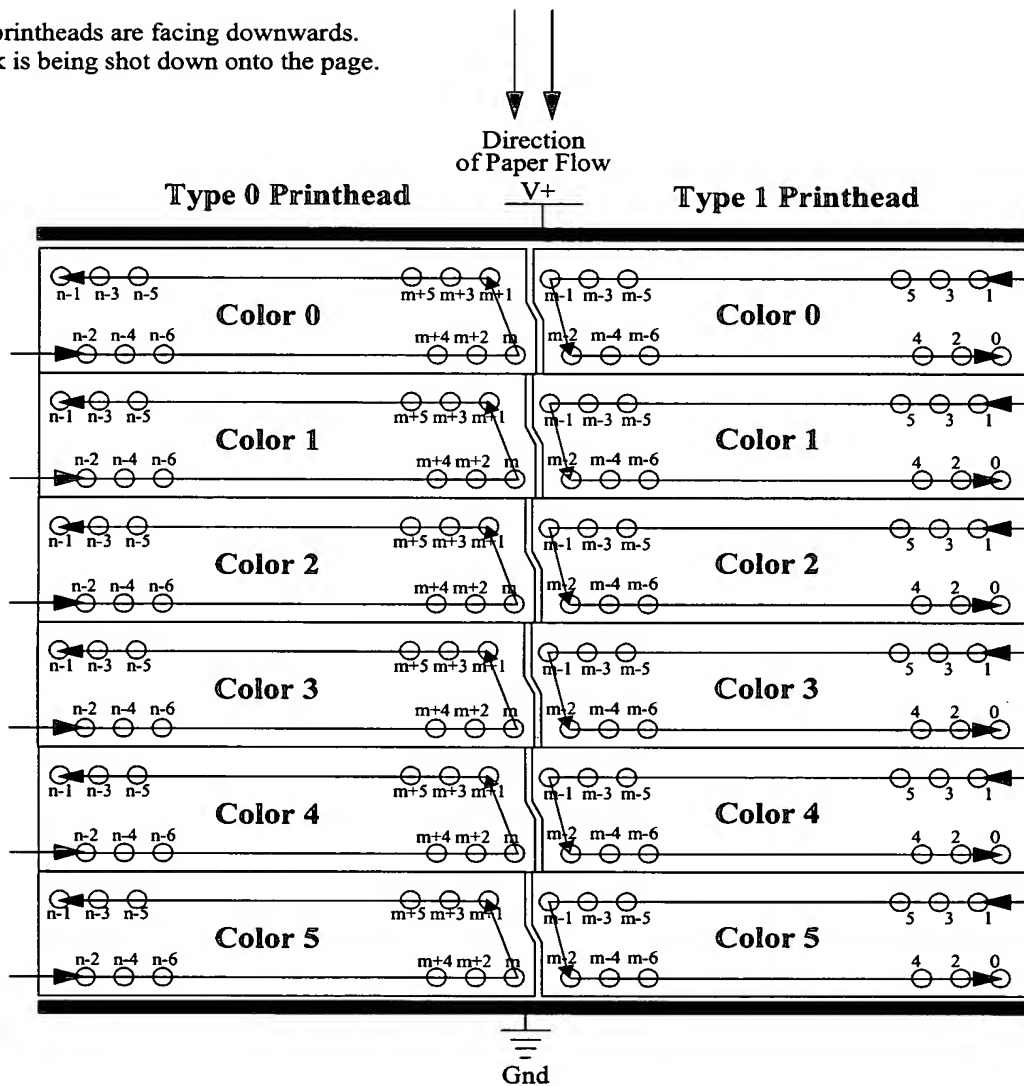 printheads are facing downwards.
k is being shot down onto the page.
Direction
of Paper Flow
V+
Type 0 Printhead
Type 1 Printhead
n-1 n-3 n-5 m+5 m+3 m+1 m-1 m-3 m-5 5 3 1
Color 0 Color 0
n-2 n-4 n-6 m+4 m+2 m m-2 m-4 m-6 4 2 0
n-1 n-3 n-5 m+5 m+3 m+1 m-1 m-3 m-5 5 3 1
Color 1 Color 1
n-2 n-4 n-6 m+4 m+2 m m-2 m-4 m-6 4 2 0
n-1 n-3 n-5 m+5 m+3 m+1 m-1 m-3 m-5 5 3 1
Color 2 Color 2
n-2 n-4 n-6 m+4 m+2 m m-2 m-4 m-6 4 2 0
n-1 n-3 n-5 m+5 m+3 m+1 m-1 m-3 m-5 5 3 1
Color 3 Color 3
n-2 n-4 n-6 m+4 m+2 m m-2 m-4 m-6 4 2 0
n-1 n-3 n-5 m+5 m+3 m+1 m-1 m-3 m-5 5 3 1
Color 4 Color 4
n-2 n-4 n-6 m+4 m+2 m m-2 m-4 m-6 4 2 0
n-1 n-3 n-5 m+5 m+3 m+1 m-1 m-3 m-5 5 3 1
Color 5 Color 5
n-2 n-4 n-6 m+4 m+2 m m-2 m-4 m-6 4 2 0
Gnd